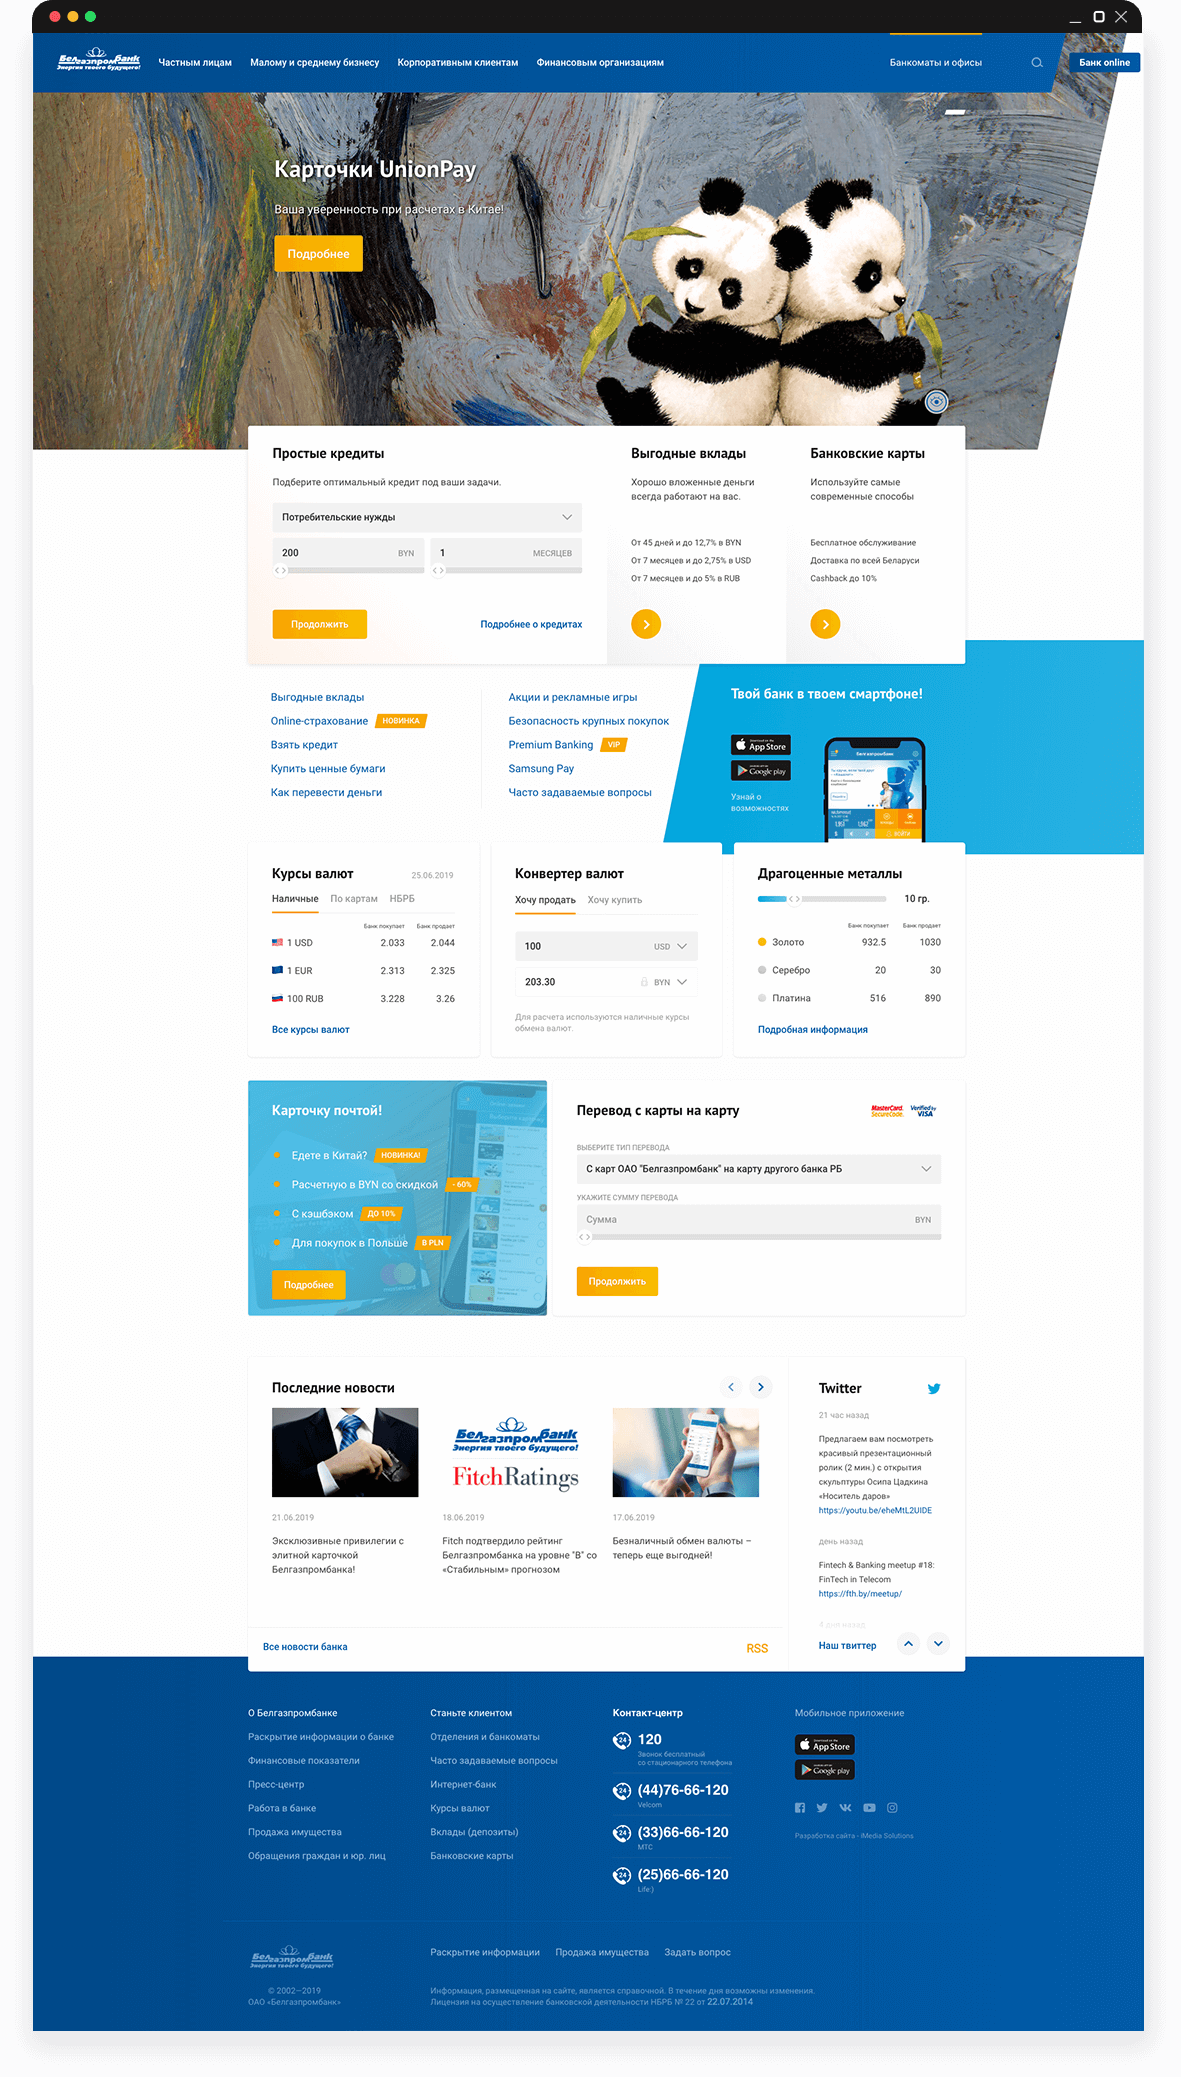 БелгазпромБанк
Энергия твоего будущего!
Частным лицам
Малому и среднему бизнесу
Корпоративным клиентам
Финансовым организациям
Банкоматы и офисы
Банк online
Карточки UnionPay
Ваша уверенность при расчетах в Китае!
Подробнее
Простые кредиты
Подберите оптимальный кредит под ваши задачи.
Потребительские нужды
200 BYN
1 МЕСЯЦЕВ
Продолжить
Подробнее о кредитах
Выгодные вклады
Хорошо вложенные деньги
всегда работают на вас.
От 45 дней и до 12,7% в BYN
От 7 месяцев и до 2,75% в USD
От 7 месяцев и до 5% в RUB
Банковские карты
Используйте самые
современные способы
Бесплатное обслуживание
Доставка по всей Беларуси
Cashback до 10%
Выгодные вклады
Online-страхование НОВИНКА
Взять кредит
Купить ценные бумаги
Как перевести деньги
Акции и рекламные игры
Безопасность крупных покупок
Premium Banking VIP
Samsung Pay
Часто задаваемые вопросы
Твой банк в твоем смартфоне!
App Store
Google play
Узнай о
возможностях
Курсы валют 25.06.2019
Наличные По картам НБРБ
Банк покупает Банк продает
1 USD 2.033 2.044
1 EUR 2.313 2.325
100 RUB 3.228 3.26
Все курсы валют
Конвертер валют
Хочу продать Хочу купить
100 USD
203.30 BYN
Для расчета используются наличные курсы
обмена валют.
Драгоценные металлы
10 гр.
Банк покупает Банк продает
Золото 932.5 1030
Серебро 20 30
Платина 516 890
Подробная информация
Карточку почтой!
Едете в Китай? НОВИНКА!
Расчетную в BYN со скидкой - 60%
С кэшбэком ДО 10%
Для покупок в Польше В PLN
Подробнее
Перевод с карты на карту
MasterCard.
SecureCode.
Verified by
VISA
ВЫБЕРИТЕ ТИП ПЕРЕВОДА
С карт ОАО "Белгазпромбанк" на карту другого банка РБ
УКАЖИТЕ СУММУ ПЕРЕВОДА
Сумма BYN
Продолжить
Последние новости
21.06.2019
Эксклюзивные привилегии с
элитной карточкой
Белгазпромбанка!
БелгазпромБанк
Энергия твоего будущего!
FitchRatings
18.06.2019
Fitch подтвердило рейтинг
Белгазпромбанка на уровне "B" со
«Стабильным» прогнозом
17.06.2019
Безналичный обмен валюты –
теперь еще выгодней!
Все новости банка
RSS
Twitter
21 час назад
Предлагаем вам посмотреть
красивый презентационный
ролик (2 мин.) с открытия
скульптуры Осипа Цадкина
«Носитель даров»
https://youtu.be/eheMtL2UIDE
день назад
Fintech & Banking meetup #18:
FinTech in Telecom
https://fth.by/meetup/
4 дня назад
Наш твиттер
О Белгазпромбанке
Раскрытие информации о банке
Финансовые показатели
Пресс-центр
Работа в банке
Продажа имущества
Обращения граждан и юр. лиц
Станьте клиентом
Отделения и банкоматы
Часто задаваемые вопросы
Интернет-банк
Курсы валют
Вклады (депозиты)
Банковские карты
Контакт-центр
24 120
Звонок бесплатный
со стационарного телефона
24 (44)76-66-120
Velcom
24 (33)66-66-120
МТС
24 (25)66-66-120
Life:)
Мобильное приложение
App Store
Google play
Разработка сайта - iMedia Solutions
БелгазпромБанк
Энергия твоего будущего!
© 2002—2019
ОАО «Белгазпромбанк»
Раскрытие информации
Продажа имущества
Задать вопрос
Информация, размещенная на сайте, является справочной. В течение дня возможны изменения.
Лицензия на осуществление банковской деятельности НБРБ № 22 от 22.07.2014